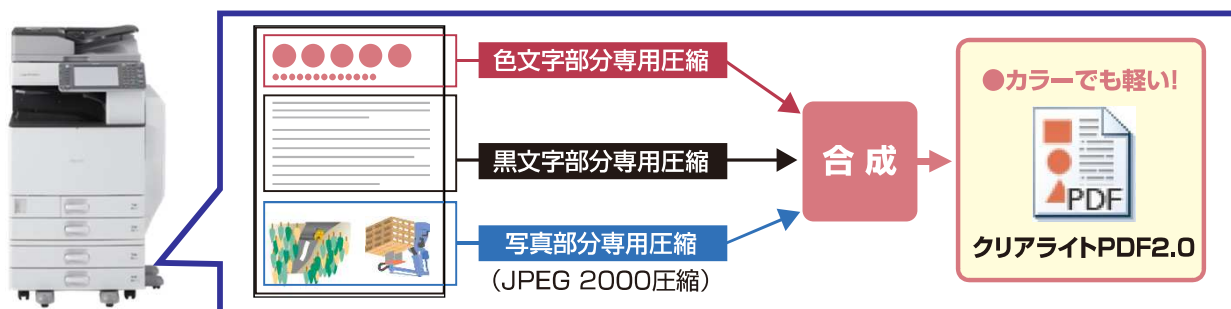 色文字部分専用圧縮
黒文字部分専用圧縮
写真部分専用圧縮
(JPEG 2000圧縮)
合成
●カラーでも軽い!
PDF
クリアライトPDF2.0